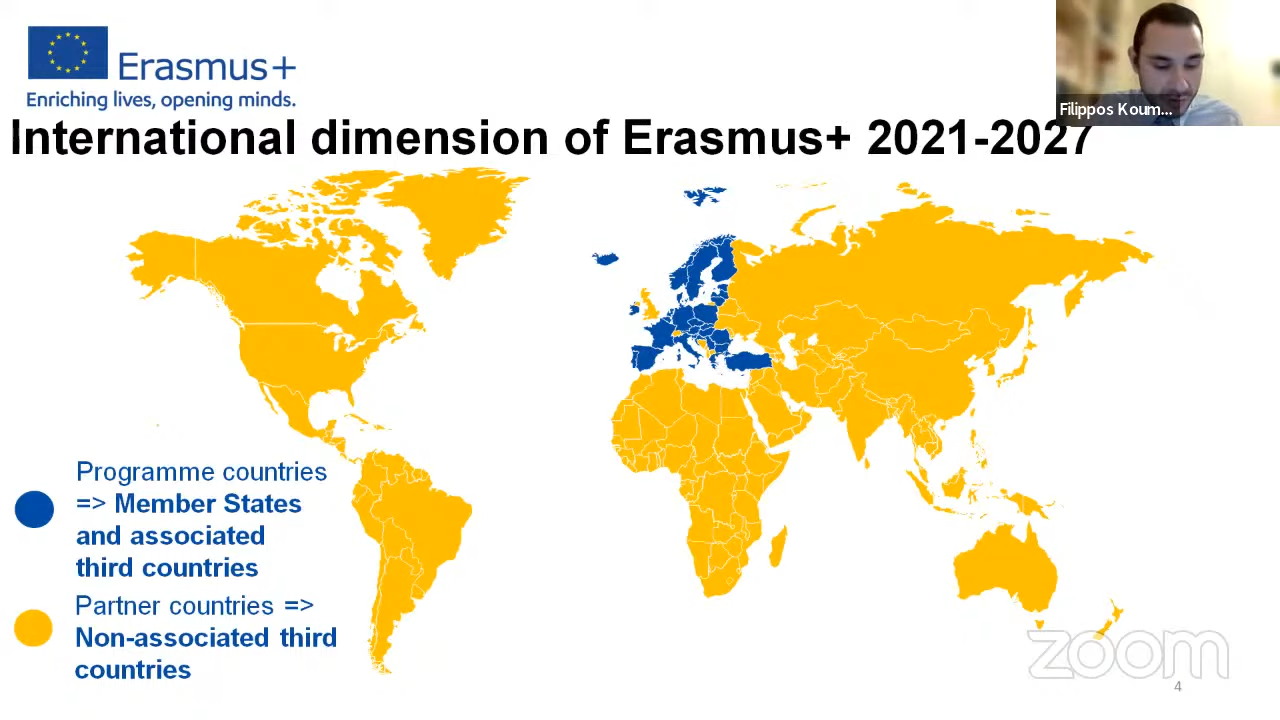 Erasmus+
Enriching lives, opening minds.
Filippos Koum...
International dimension of Erasmus+ 2021-2027
Programme countries
=> Member States
and associated
third countries
Partner countries =>
Non-associated third
countries
zoom
4